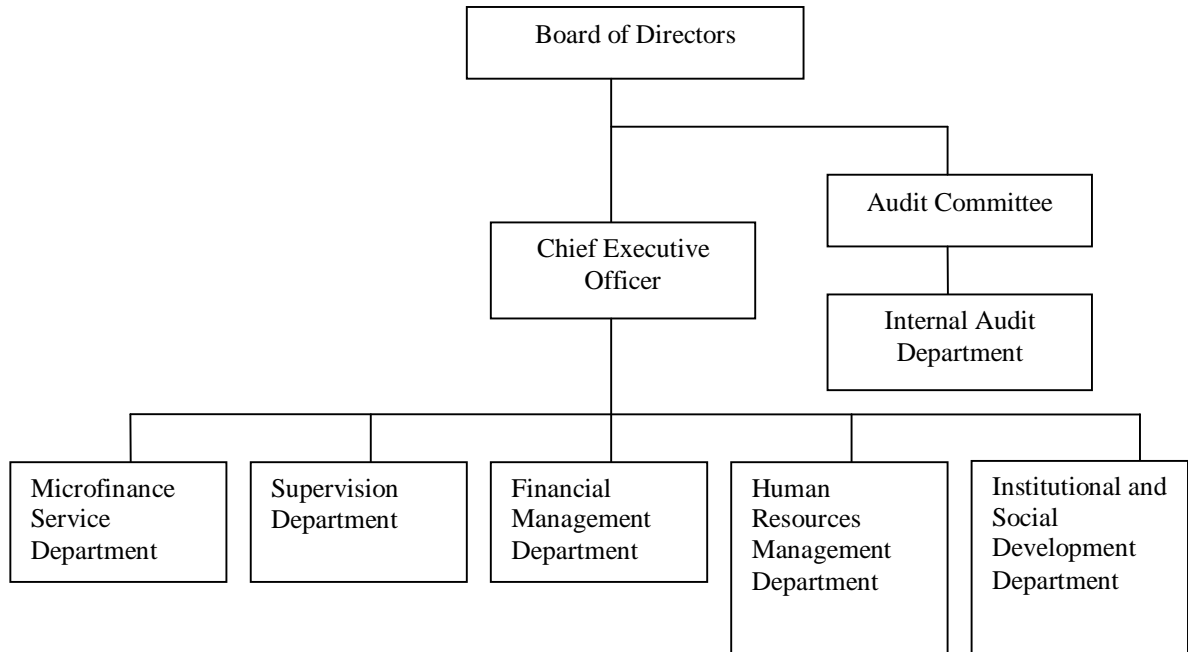 Board of Directors
Audit Committee
Chief Executive
Officer
Internal Audit
Department
Microfinance
Service
Department
Supervision
Department
Financial
Management
Department
Human
Resources
Management
Department
Institutional and
Social
Development
Department